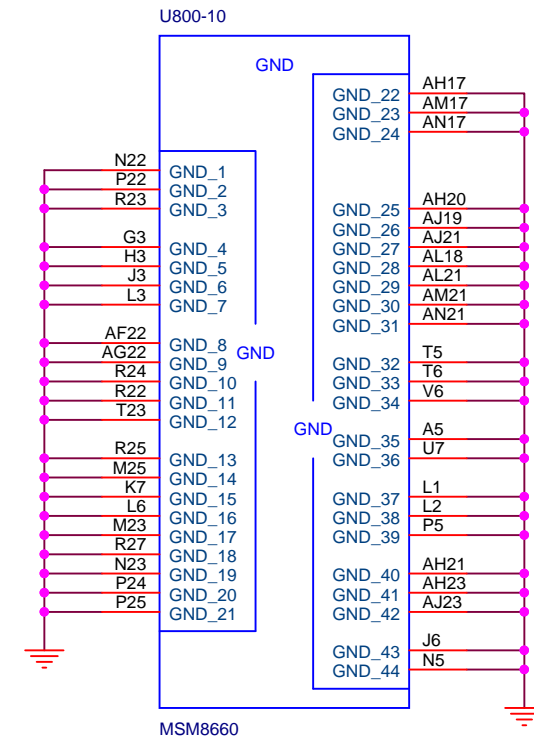 U800-10
GND
N22 GND_1
P22 GND_2
R23 GND_3
G3 GND_4
H3 GND_5
J3 GND_6
L3 GND_7
AF22 GND_8
AG22 GND_9
R24 GND_10
R22 GND_11
T23 GND_12
R25 GND_13
M25 GND_14
K7 GND_15
L6 GND_16
M23 GND_17
R27 GND_18
N23 GND_19
P24 GND_20
P25 GND_21
GND
GND
GND_22 AH17
GND_23 AM17
GND_24 AN17
GND_25 AH20
GND_26 AJ19
GND_27 AJ21
GND_28 AL18
GND_29 AL21
GND_30 AM21
GND_31 AN21
GND_32 T5
GND_33 T6
GND_34 V6
GND_35 A5
GND_36 U7
GND_37 L1
GND_38 L2
GND_39 P5
GND_40 AH21
GND_41 AH23
GND_42 AJ23
GND_43 J6
GND_44 N5
MSM8660